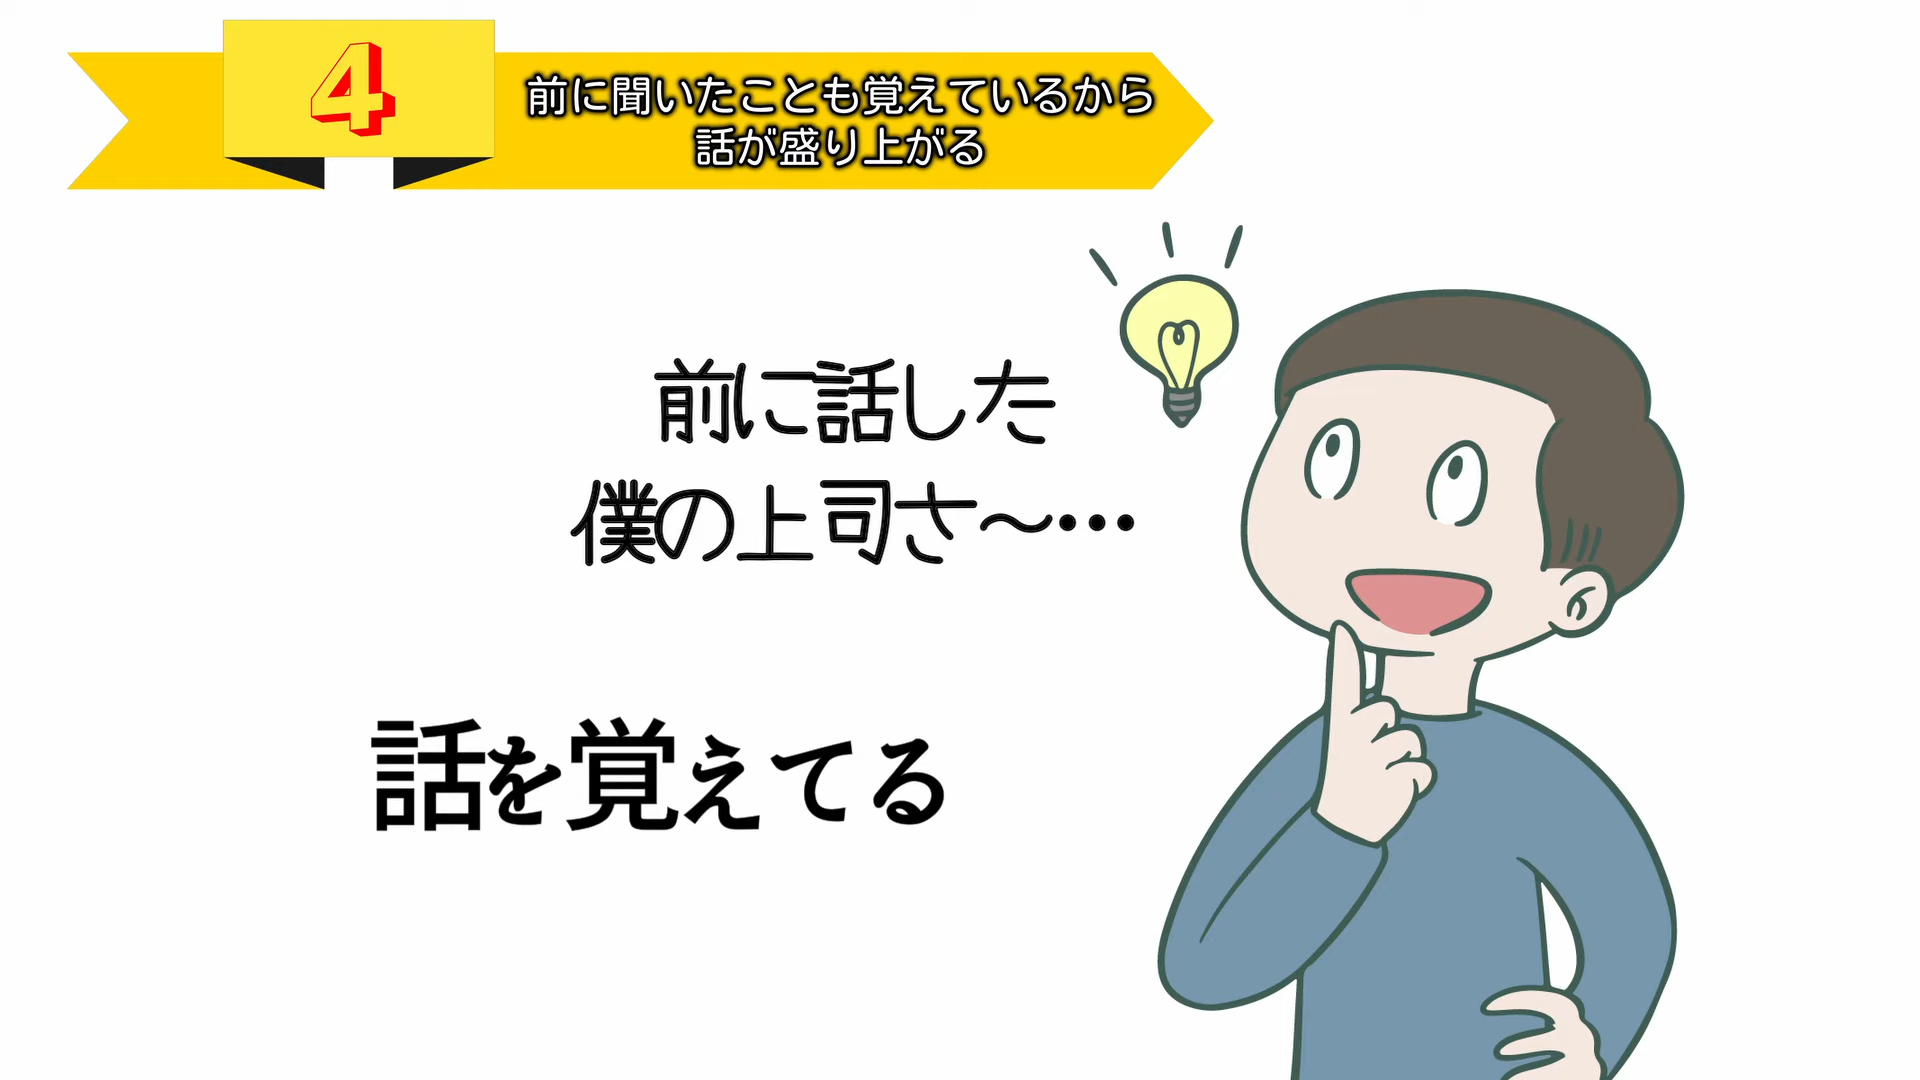 4
前に聞いたことも覚えているから
話が盛り上がる
前に話した
僕の上司さ～…
話を覚えてる